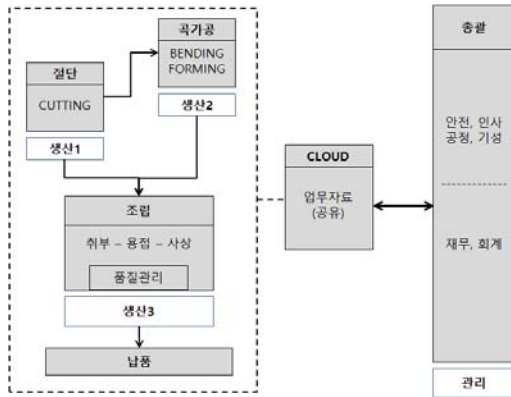 곡가공
BENDING
FORMING
생산2
절단
CUTTING
생산1
조립
취부 – 용접 – 사상
품질관리
생산3
납품
CLOUD
업무자료
(공유)
총괄
안전, 인사
공정, 기성
재무, 회계
관리